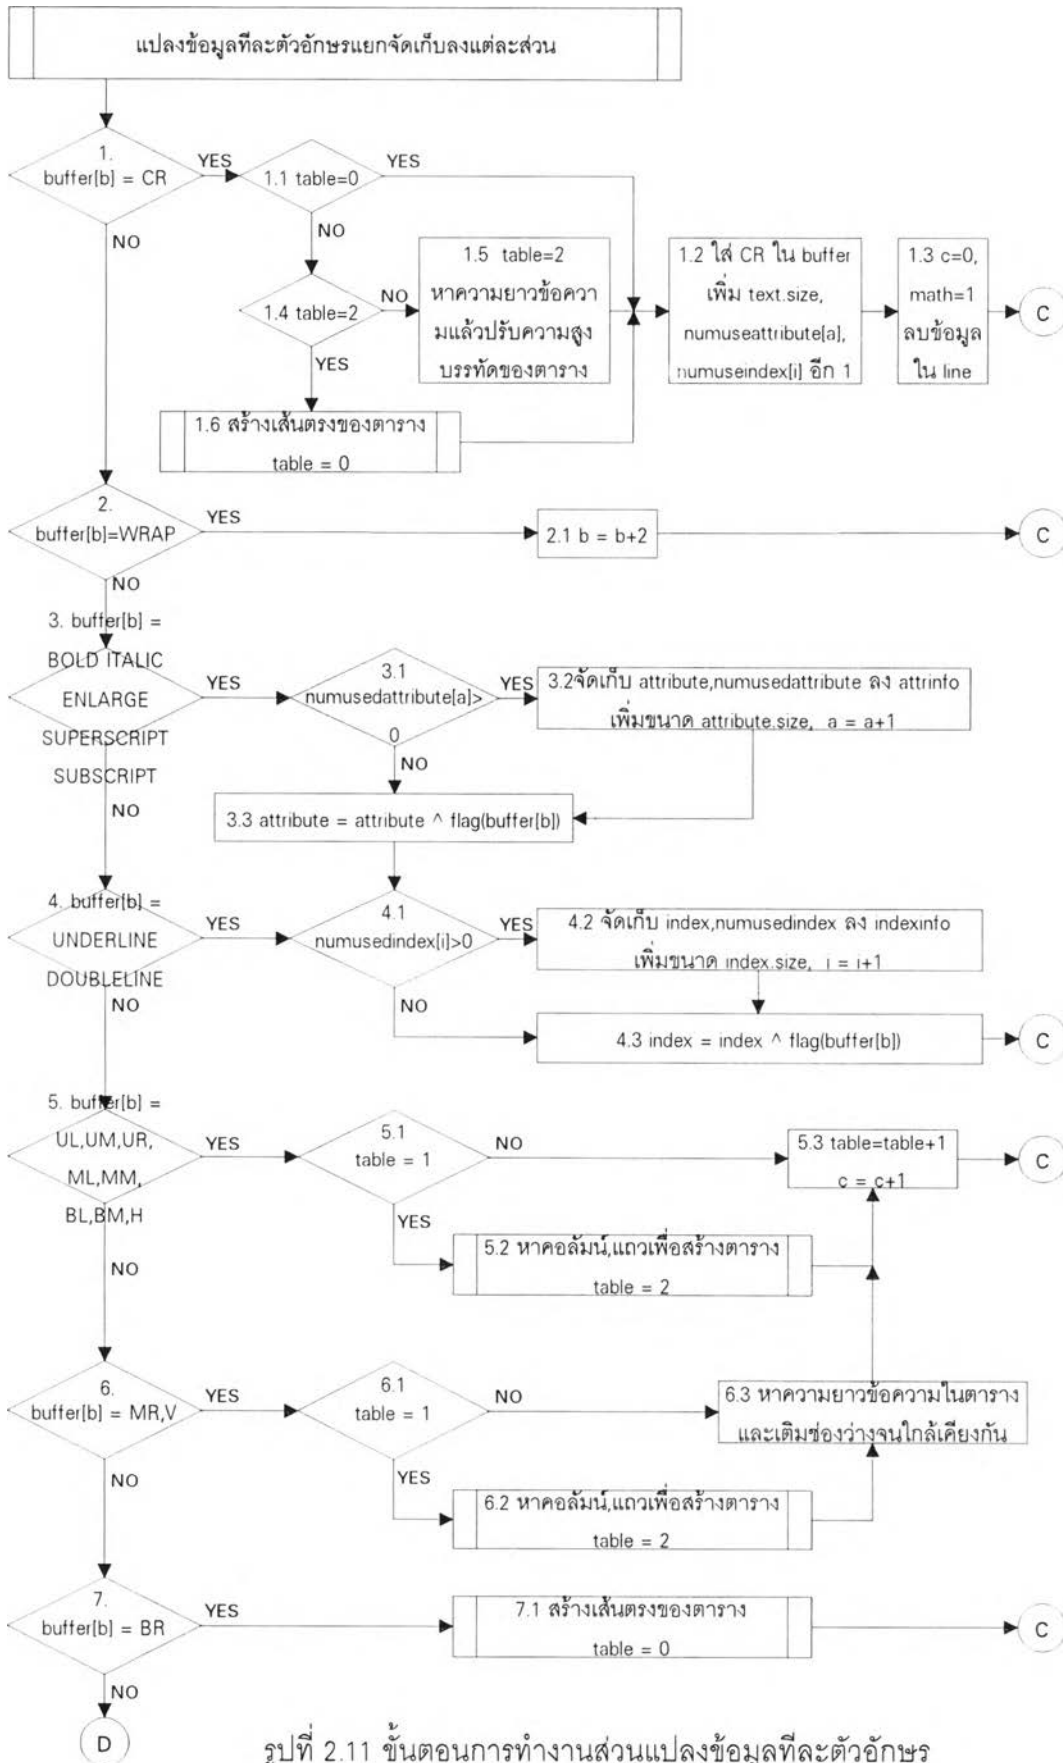 แปลงข้อมูลทีละตัวอักษรแยกจัดเก็บลงแต่ละส่วน
1.
buffer[b] = CR
YES
1.1 table=0
YES
NO
NO
1.4 table=2
NO
YES
1.5 table=2
หาความยาวข้อควา
มแล้วปรับความสูง
บรรทัดของตาราง
1.2 ใส่ CR ใน buffer
เพิ่ม text.size,
numuseattribute[a],
numuseindex[i] อีก 1
1.3 c=0,
math=1
ลบข้อมูล
ใน line
C
1.6 สร้างเส้นตรงของตาราง
table = 0
2.
buffer[b]=WRAP
YES
2.1 b = b+2
C
NO
3. buffer[b] =
BOLD ITALIC
ENLARGE
SUPERSCRIPT
SUBSCRIPT
YES
3.1
numusedattribute[a]>
0
YES
3.2จัดเก็บ attribute,numusedattribute ลง attrinfo
เพิ่มขนาด attribute.size, a = a+1
NO
NO
3.3 attribute = attribute ^ flag(buffer[b])
4. buffer[b] =
UNDERLINE
DOUBLELINE
YES
4.1
numusedindex[i]>0
YES
4.2 จัดเก็บ index,numusedindex ลง indexinfo
เพิ่มขนาด index.size, i = i+1
NO
NO
4.3 index = index ^ flag(buffer[b])
C
5. buffer[b] =
UL,UM,UR,
ML,MM,
BL,BM,H
YES
5.1
table = 1
NO
5.3 table=table+1
c = c+1
C
YES
5.2 หาคอลัมน์,แถวเพื่อสร้างตาราง
table = 2
NO
6.
buffer[b] = MR,V
YES
6.1
table = 1
NO
6.3 หาความยาวข้อความในตาราง
และเติมช่องว่างจนใกล้เคียงกัน
YES
6.2 หาคอลัมน์,แถวเพื่อสร้างตาราง
table = 2
NO
7.
buffer[b] = BR
YES
7.1 สร้างเส้นตรงของตาราง
table = 0
C
NO
D
รูปที่ 2.11 ขั้นตอนการทำงานส่วนแปลงข้อมูลทีละตัวอักษร